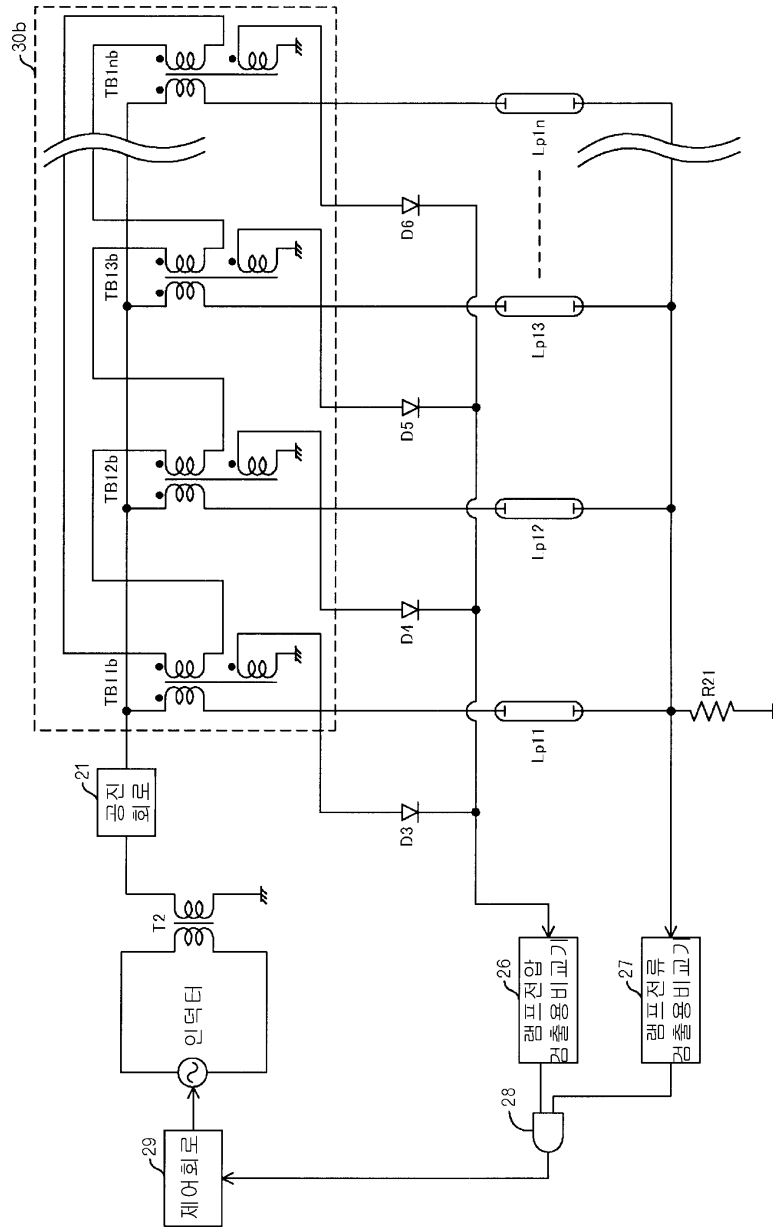 30b
TB11b
TB12b
TB13b
TB1nb
21
공진
회로
T2
인덕터
29
제어회로
D3
D4
D5
D6
Lp11
Lp12
Lp13
Lp1n
26
램프전압
검출용비교기
27
램프전류
검출용비교기
28
R21